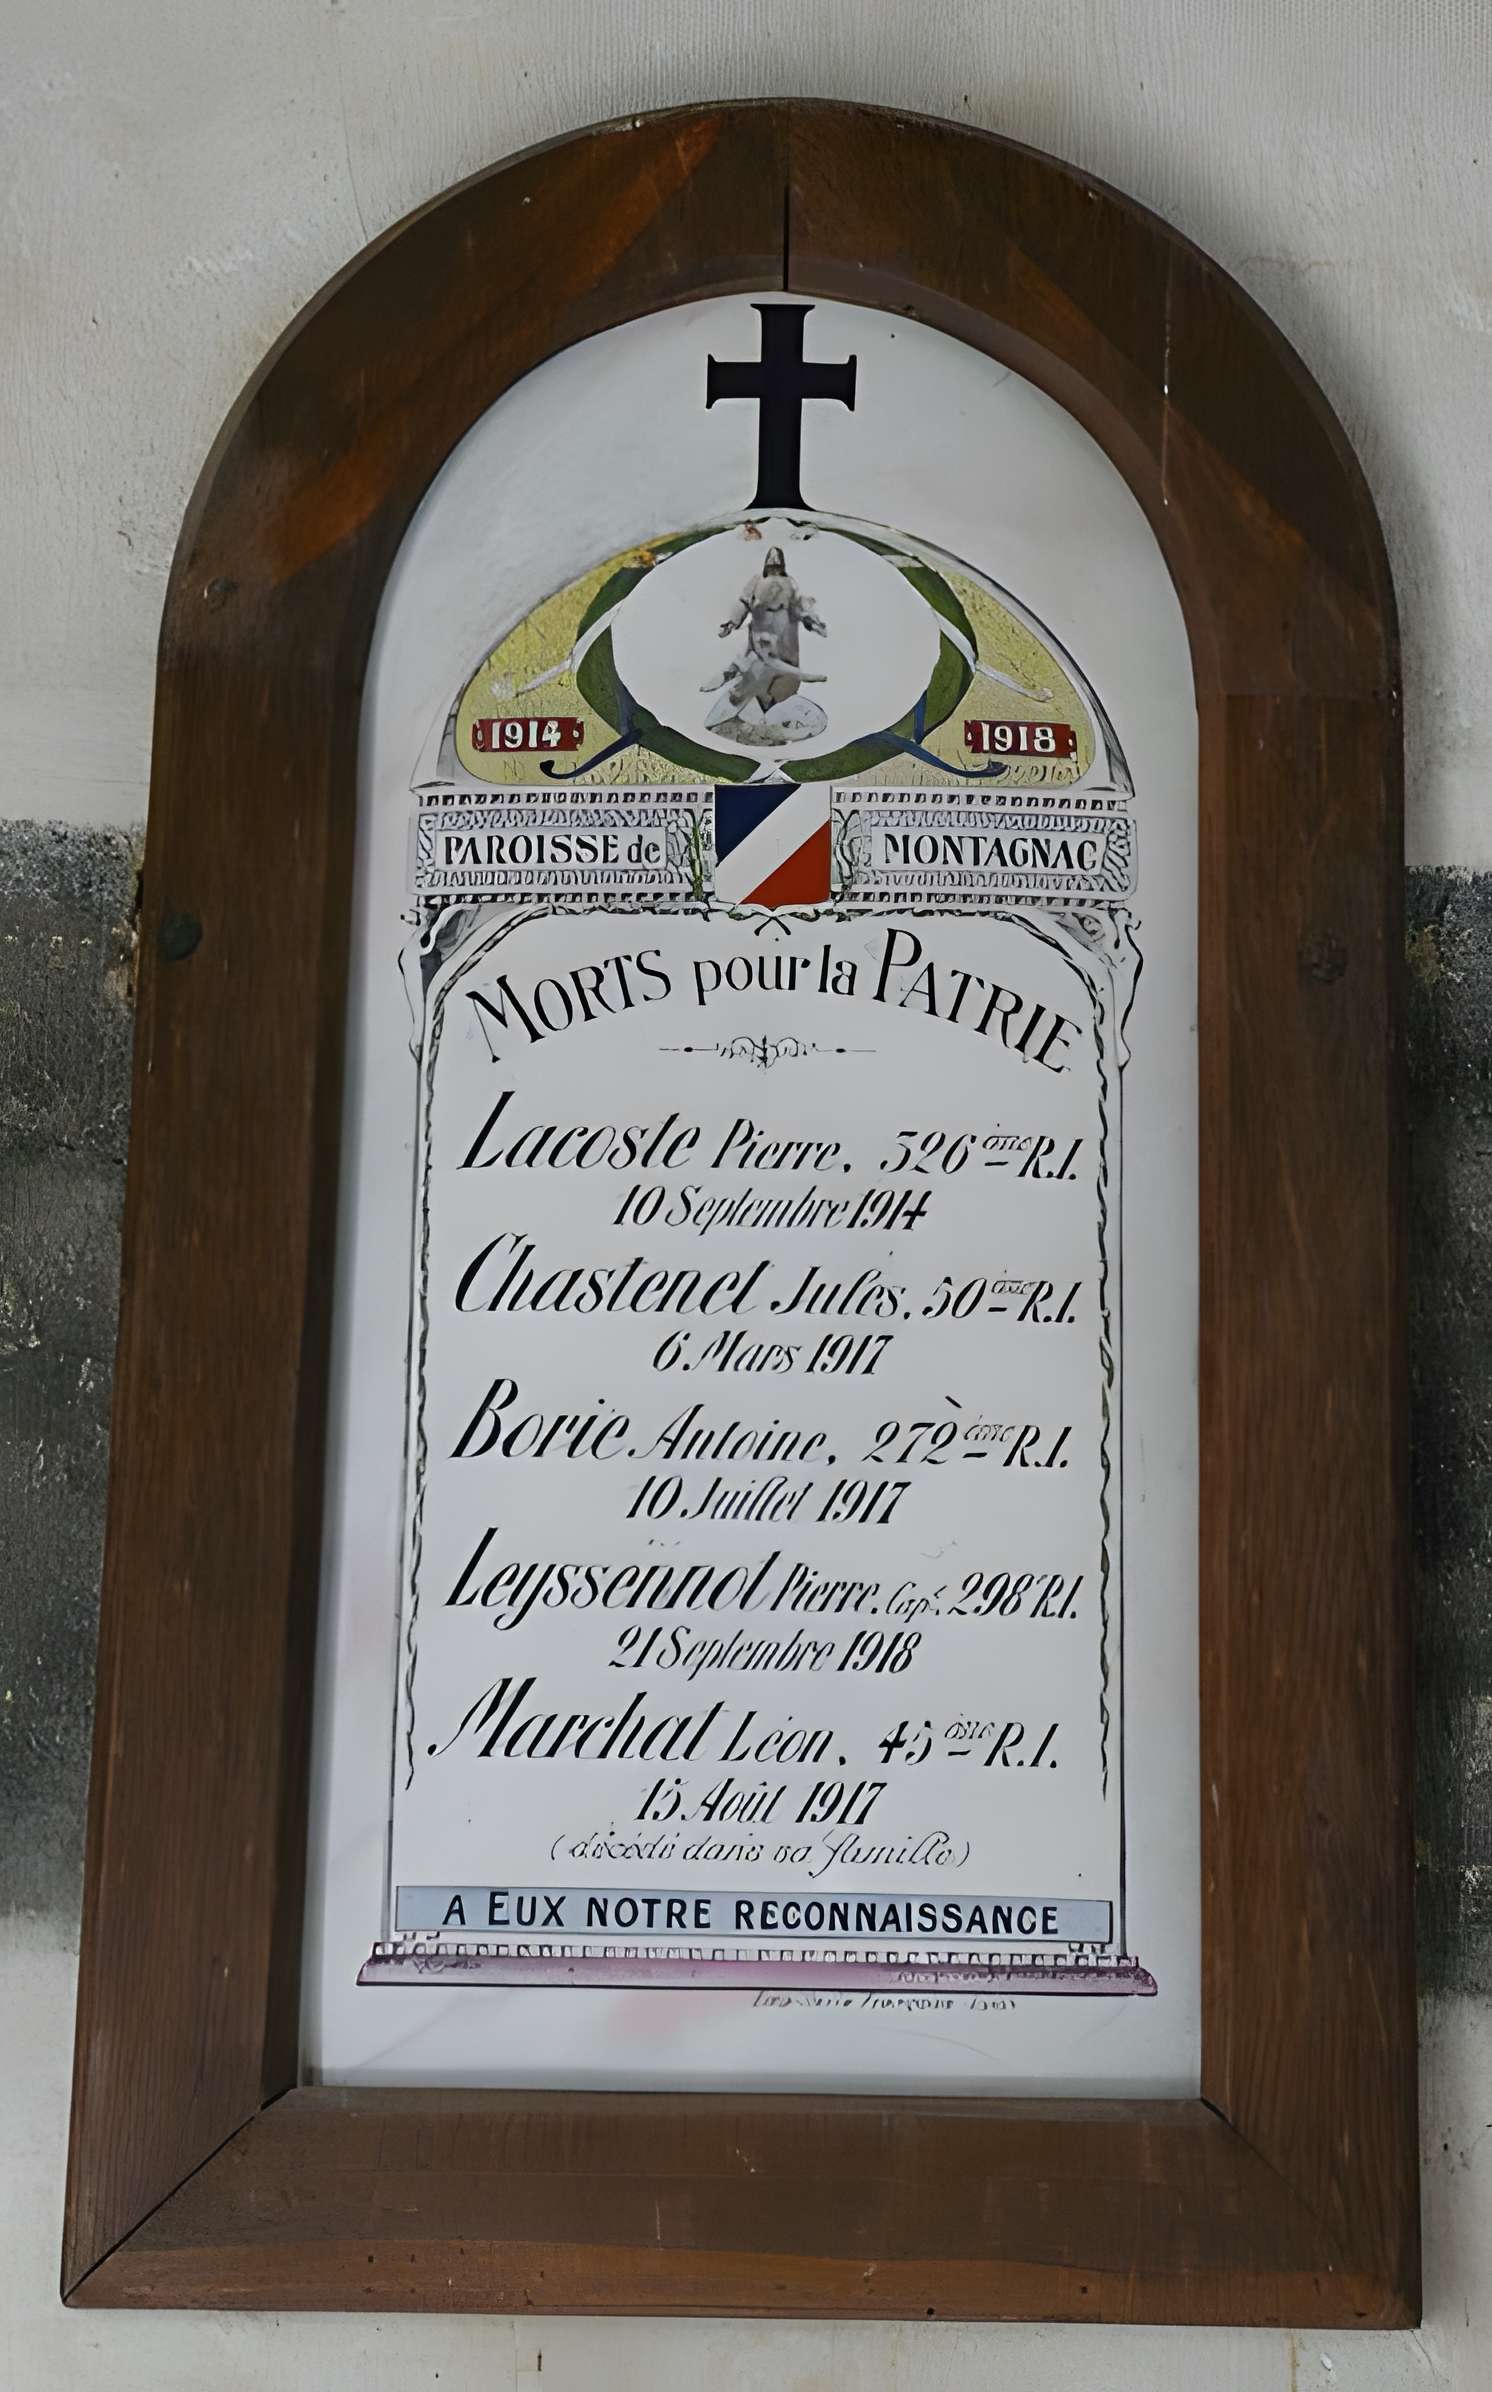 1914 1918
PAROISSE de MONTAGNAC
MORTS pour la PATRIE
Lacoste Pierre. 326ème R.I.
10 Septembre 1914
Chastenet Jules. 50ème R.I.
6 Mars 1917
Borie Antoine. 272ème R.I.
10 Juillet 1917
Leyssennot Pierre. Capt. 298e R.I.
21 Septembre 1918
Marchat Léon. 45ème R.I.
15 Août 1917
(décédé dans sa famille)
A EUX NOTRE RECONNAISSANCE